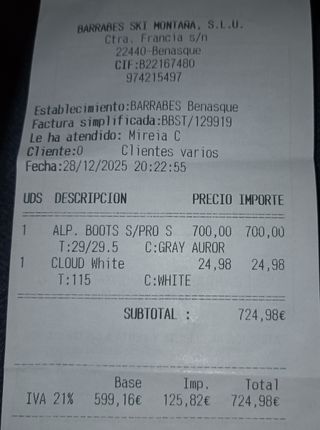 BARRABES SKI MONTAÑA, S.L.U.
Ctra. Francia s/n
22440-Benasque
CIF:B22167480
974215497
Establecimiento:BARRABES Benasque
Factura simplificada:BBST/129919
Le ha atendido: Mireia C
Cliente:0 Clientes varios
Fecha:28/12/2025 20:22:55
UDS DESCRIPCION PRECIO IMPORTE
1 ALP. BOOTS S/PRO S 700,00 700,00
T:29/29.5 C:GRAY AUROR
1 CLOUD White 24,98 24,98
T:115 C:WHITE
SUBTOTAL : 724,98€
Base Imp. Total
IVA 21% 599,16€ 125,82€ 724,98€